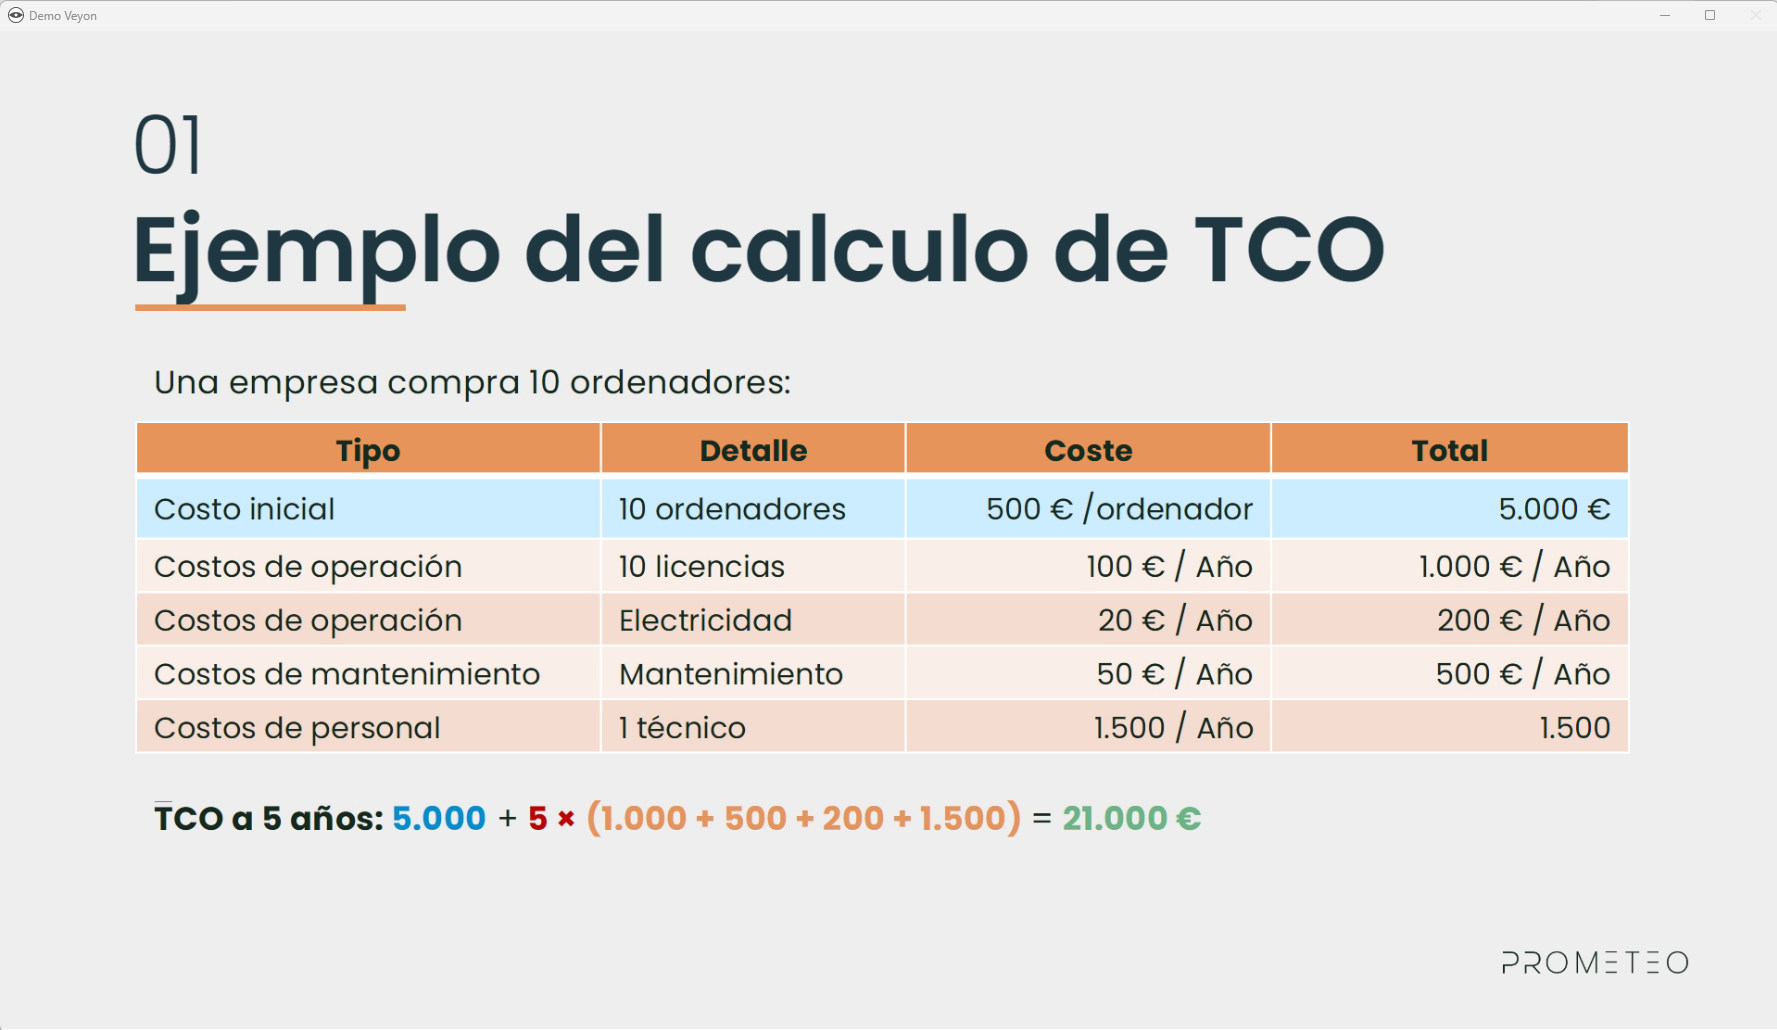 Demo Veyon
01
Ejemplo del calculo de TCO
Una empresa compra 10 ordenadores:
Tipo Detalle Coste Total
Costo inicial 10 ordenadores 500 € /ordenador 5.000 €
Costos de operación 10 licencias 100 € / Año 1.000 € / Año
Costos de operación Electricidad 20 € / Año 200 € / Año
Costos de mantenimiento Mantenimiento 50 € / Año 500 € / Año
Costos de personal 1 técnico 1.500 / Año 1.500
TCO a 5 años: 5.000 + 5 × (1.000 + 500 + 200 + 1.500) = 21.000 €
PROMETEO